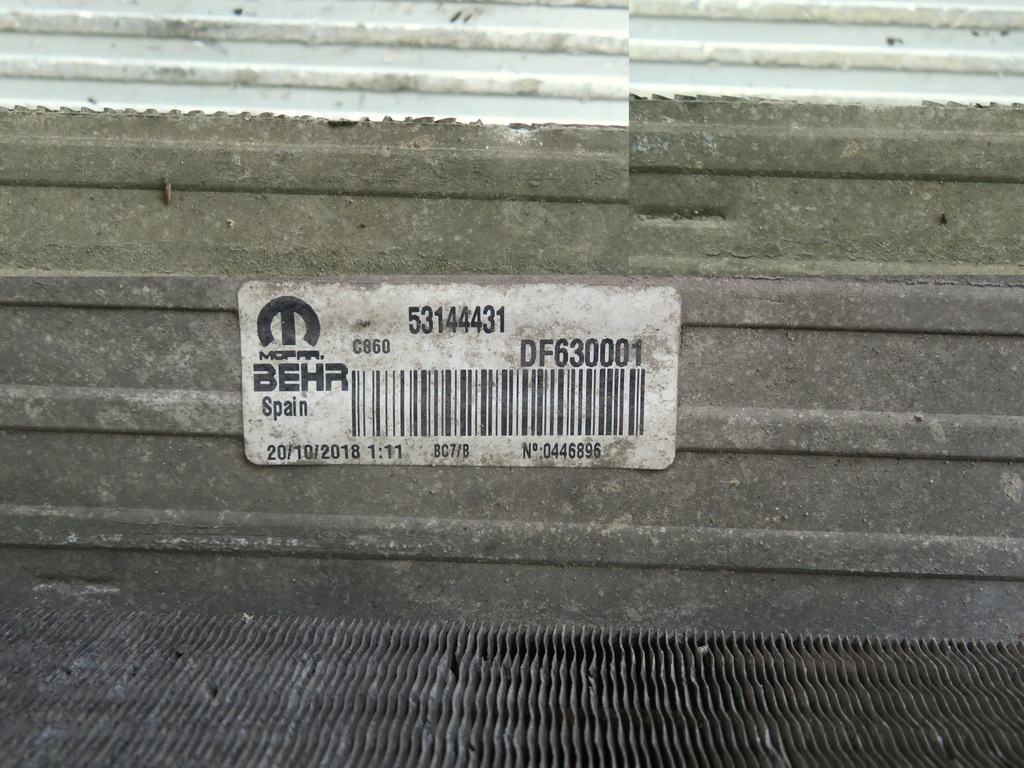 53144431
MOPAR.
C860
DF630001
BEHR
Spain
20/10/2018 1:11 BC7/B Nº:0446896